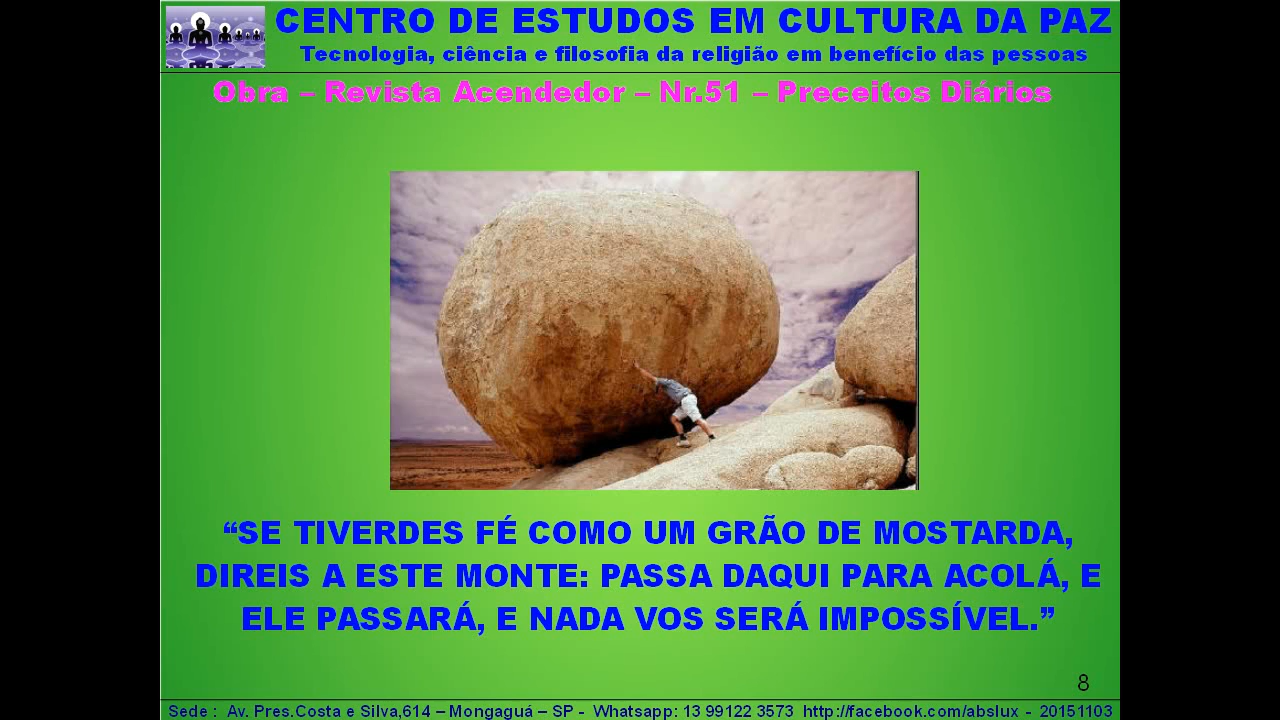 CENTRO DE ESTUDOS EM CULTURA DA PAZ
Tecnologia, ciência e filosofia da religião em benefício das pessoas
Obra – Revista Acendedor – Nr.51 – Preceitos Diários
“SE TIVERDES FÉ COMO UM GRÃO DE MOSTARDA,
DIREIS A ESTE MONTE: PASSA DAQUI PARA ACOLÁ, E
ELE PASSARÁ, E NADA VOS SERÁ IMPOSSÍVEL.”
8
Sede : Av. Pres.Costa e Silva,614 – Mongaguá – SP - Whatsapp: 13 99122 3573 http://facebook.com/abslux - 20151103